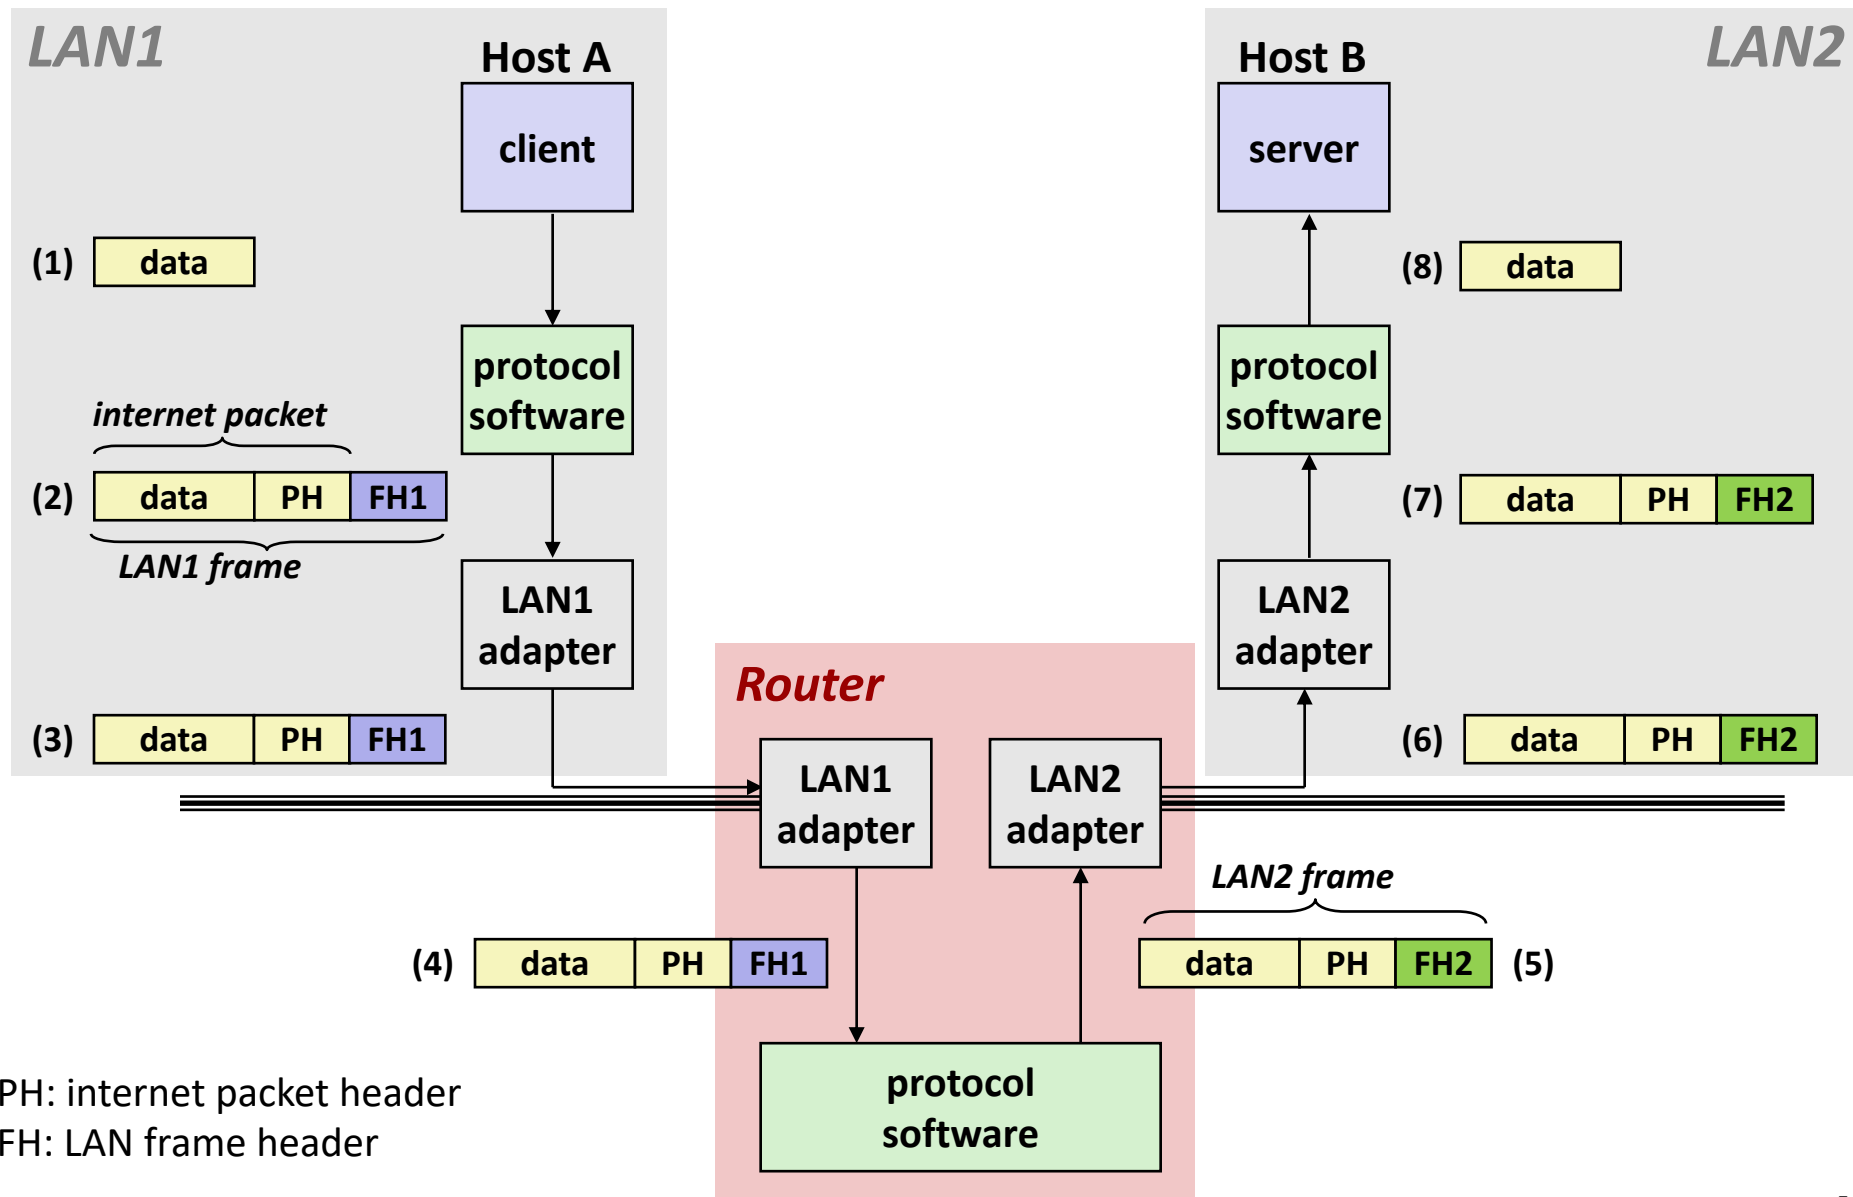 LAN1
Host A
client
(1) data
protocol
software
internet packet
(2) data PH FH1
LAN1 frame
LAN1
adapter
(3) data PH FH1
Host B
LAN2
server
(8) data
protocol
software
(7) data PH FH2
LAN2
adapter
(6) data PH FH2
Router
LAN1
adapter
LAN2
adapter
LAN2 frame
(4) data PH FH1
data PH FH2 (5)
protocol
software
PH: internet packet header
FH: LAN frame header